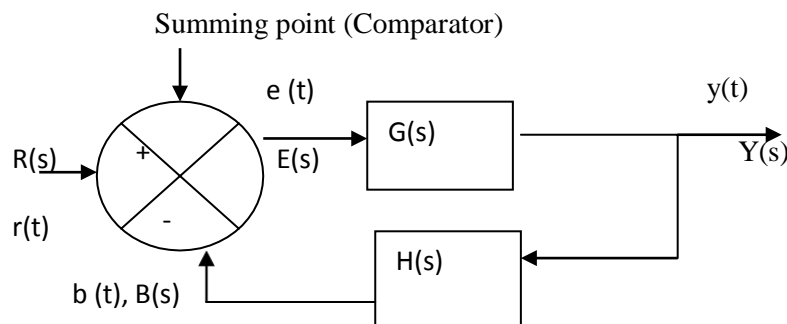 Summing point (Comparator)
e (t)
y(t)
+
G(s)
R(s)
E(s)
Y(s)
-
r(t)
H(s)
b (t), B(s)